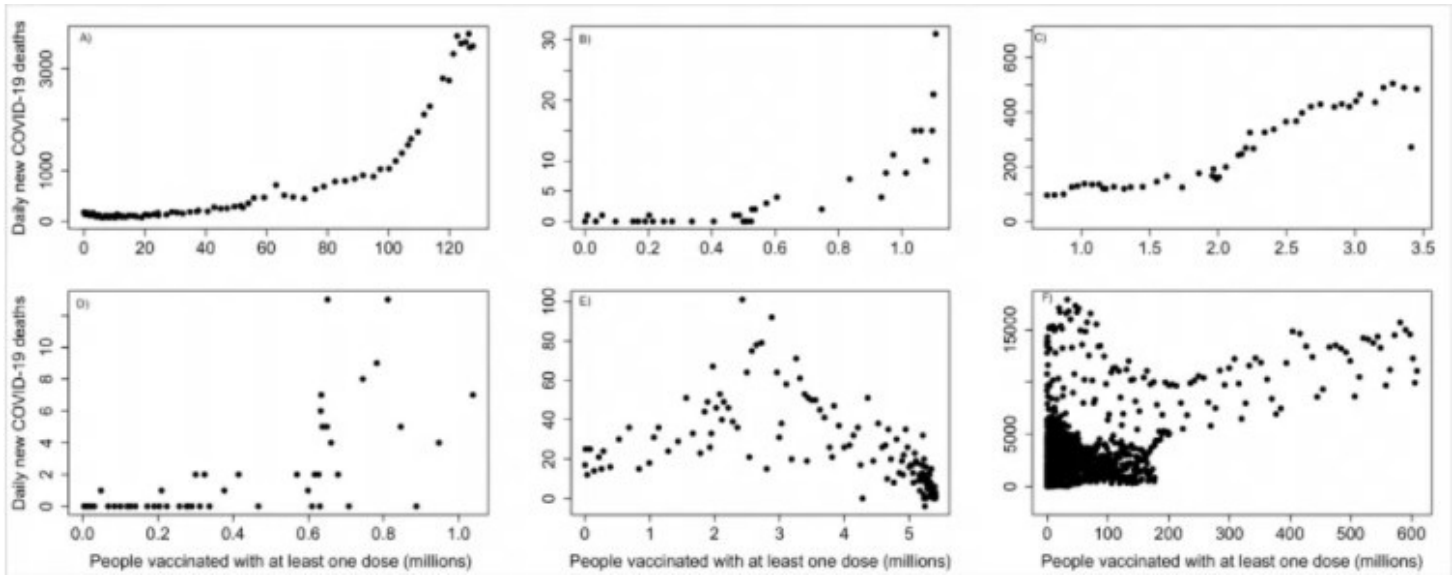 A)
Daily new COVID-19 deaths
3000
1000
0
0 20 40 60 80 100 120
B)
30
20
10
5
0
0.0 0.2 0.4 0.6 0.8 1.0
C)
600
400
200
0
1.0 1.5 2.0 2.5 3.0 3.5
D)
Daily new COVID-19 deaths
10
8
6
4
2
0
0.0 0.2 0.4 0.6 0.8 1.0
People vaccinated with at least one dose (millions)
E)
100
80
60
40
20
0
0 1 2 3 4 5
People vaccinated with at least one dose (millions)
F)
15000
5000
0
0 100 200 300 400 500 600
People vaccinated with at least one dose (millions)